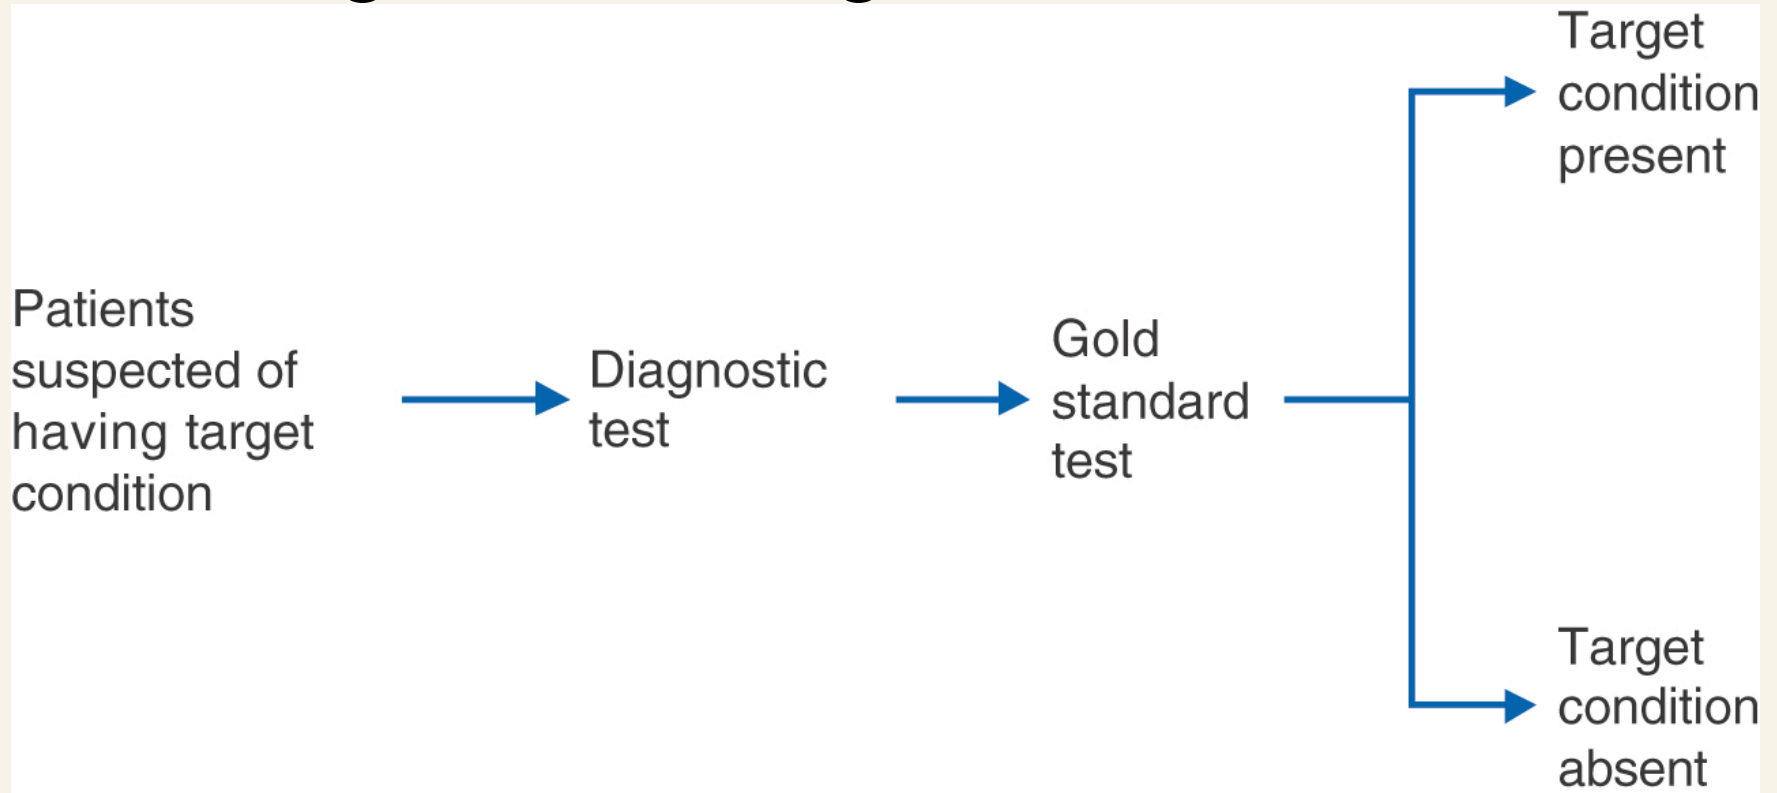 Patients
suspected of
having target
condition
Diagnostic
test
Gold
standard
test
Target
condition
present
Target
condition
absent